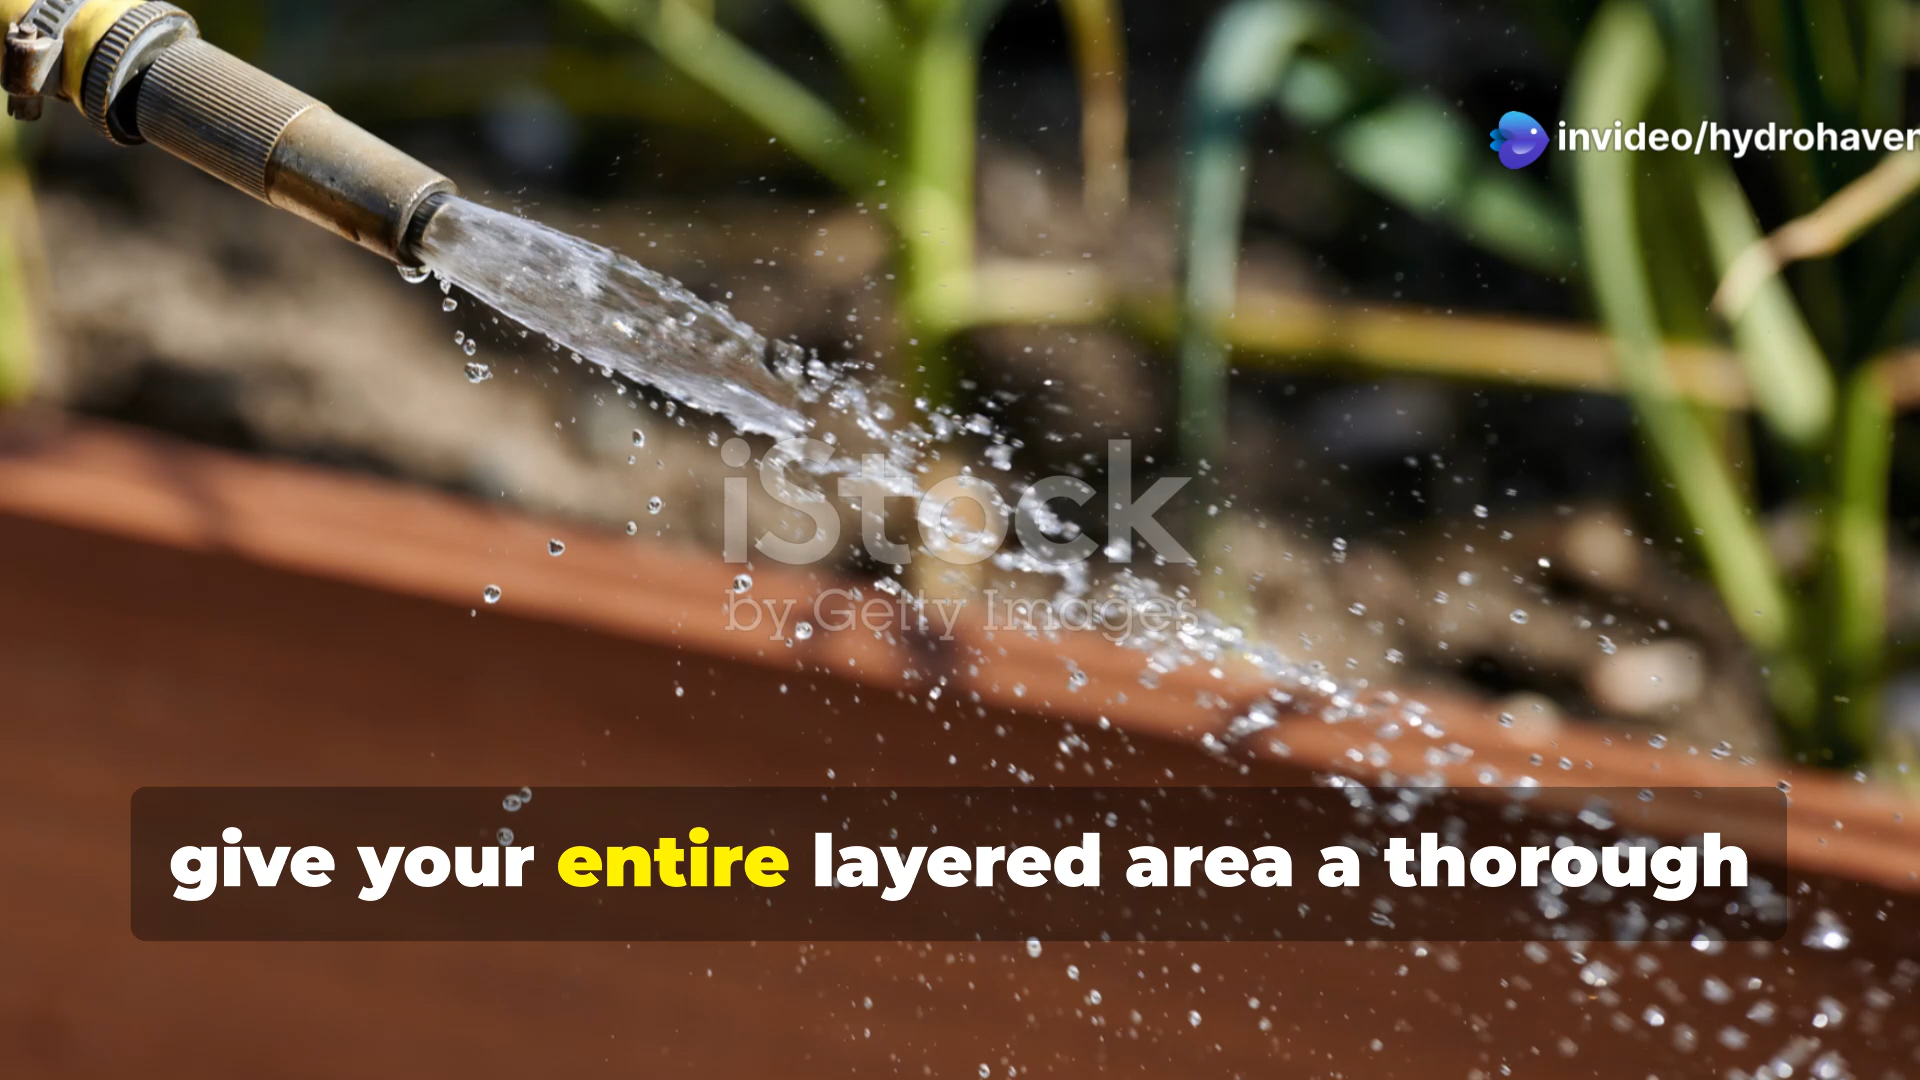 invideo/hydrohaven
iStock
by Getty Images
give your entire layered area a thorough